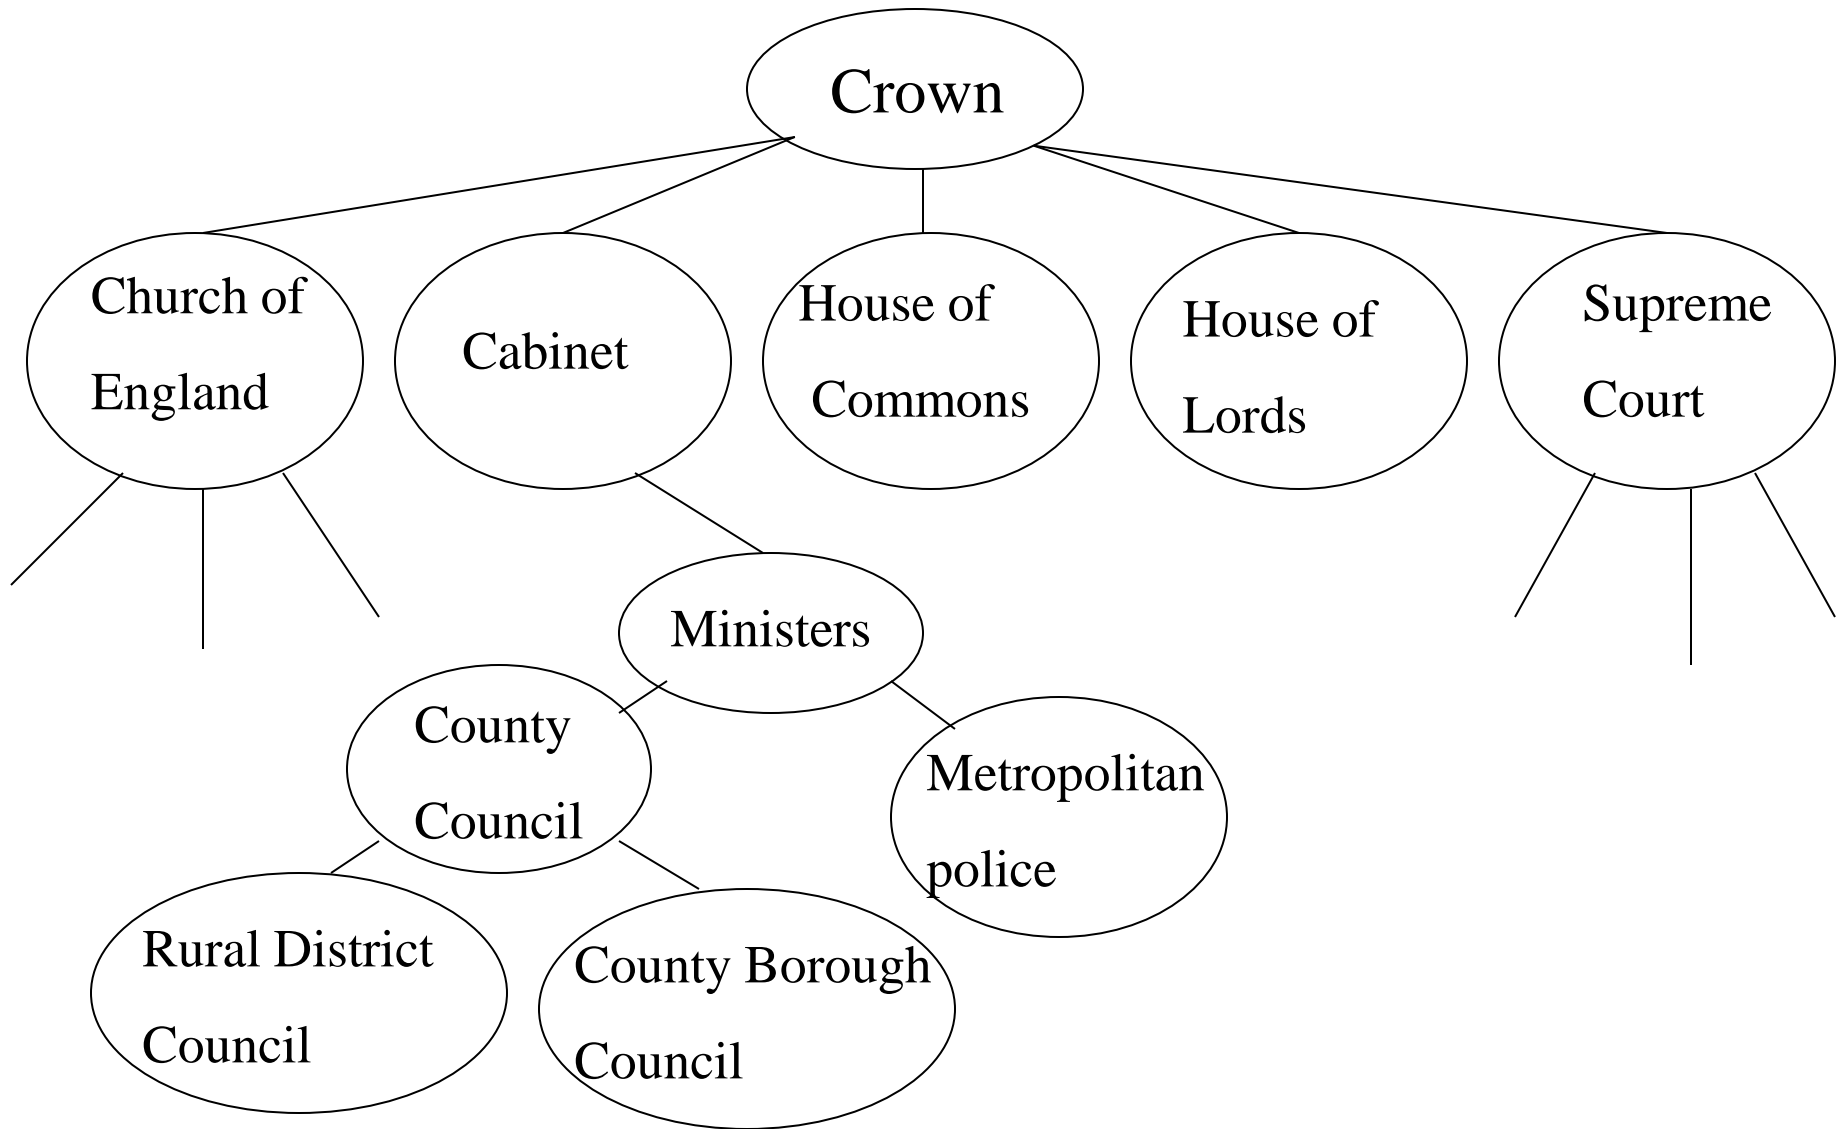 Crown
Church of
England
Cabinet
House of
Commons
House of
Lords
Supreme
Court
Ministers
County
Council
Metropolitan
police
Rural District
Council
County Borough
Council